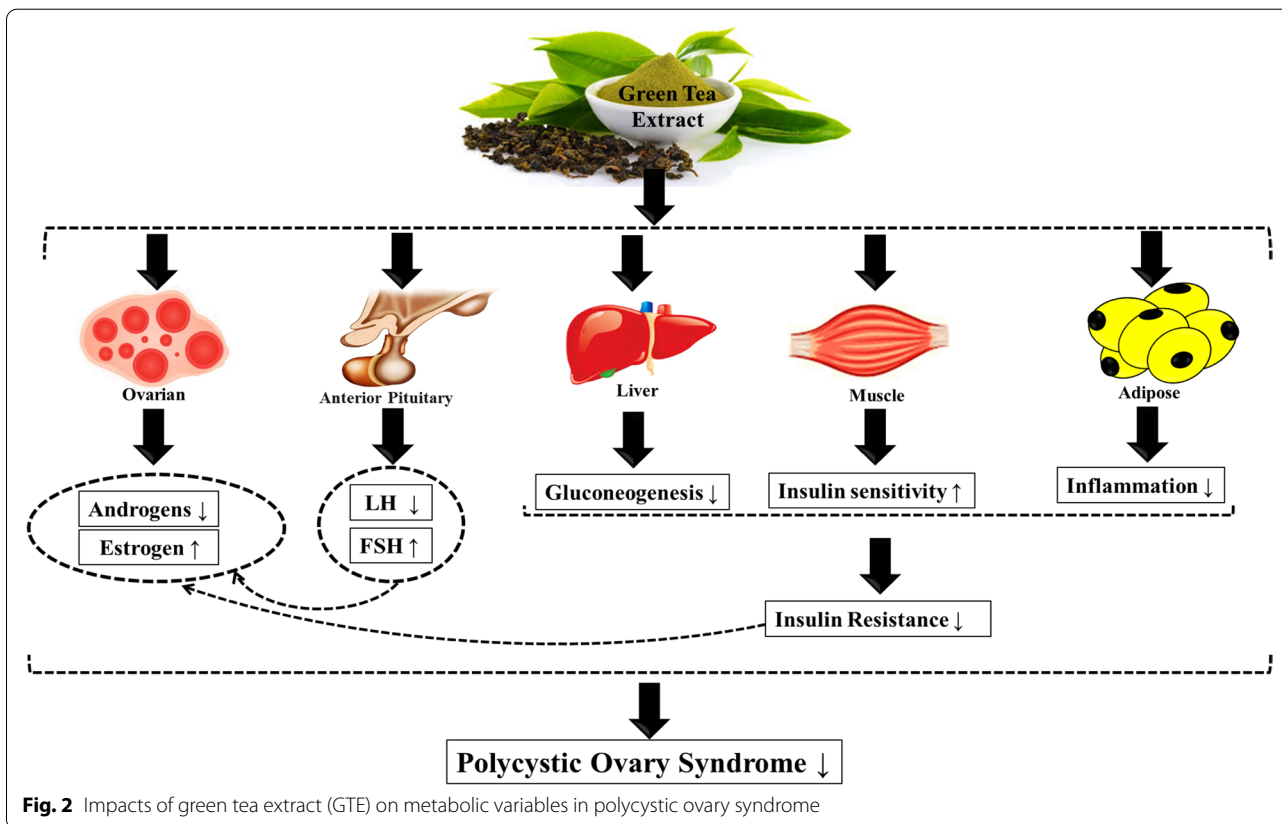 Green Tea
Extract
Ovarian
Anterior Pituitary
Liver
Muscle
Adipose
Androgens ↓
Estrogen ↑
LH ↓
FSH ↑
Gluconeogenesis ↓
Insulin sensitivity ↑
Inflammation ↓
Insulin Resistance ↓
Polycystic Ovary Syndrome ↓
Fig. 2 Impacts of green tea extract (GTE) on metabolic variables in polycystic ovary syndrome